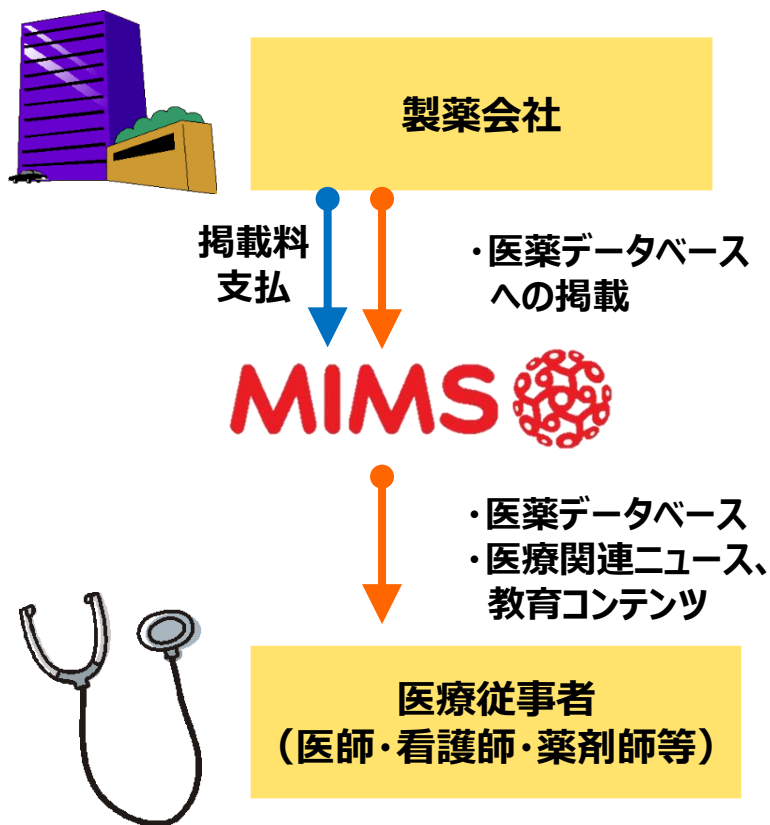 製薬会社
掲載料
支払
・医薬データベース
への掲載
MIMS
・医薬データベース
・医療関連ニュース、
教育コンテンツ
医療従事者
（医師・看護師・薬剤師等）